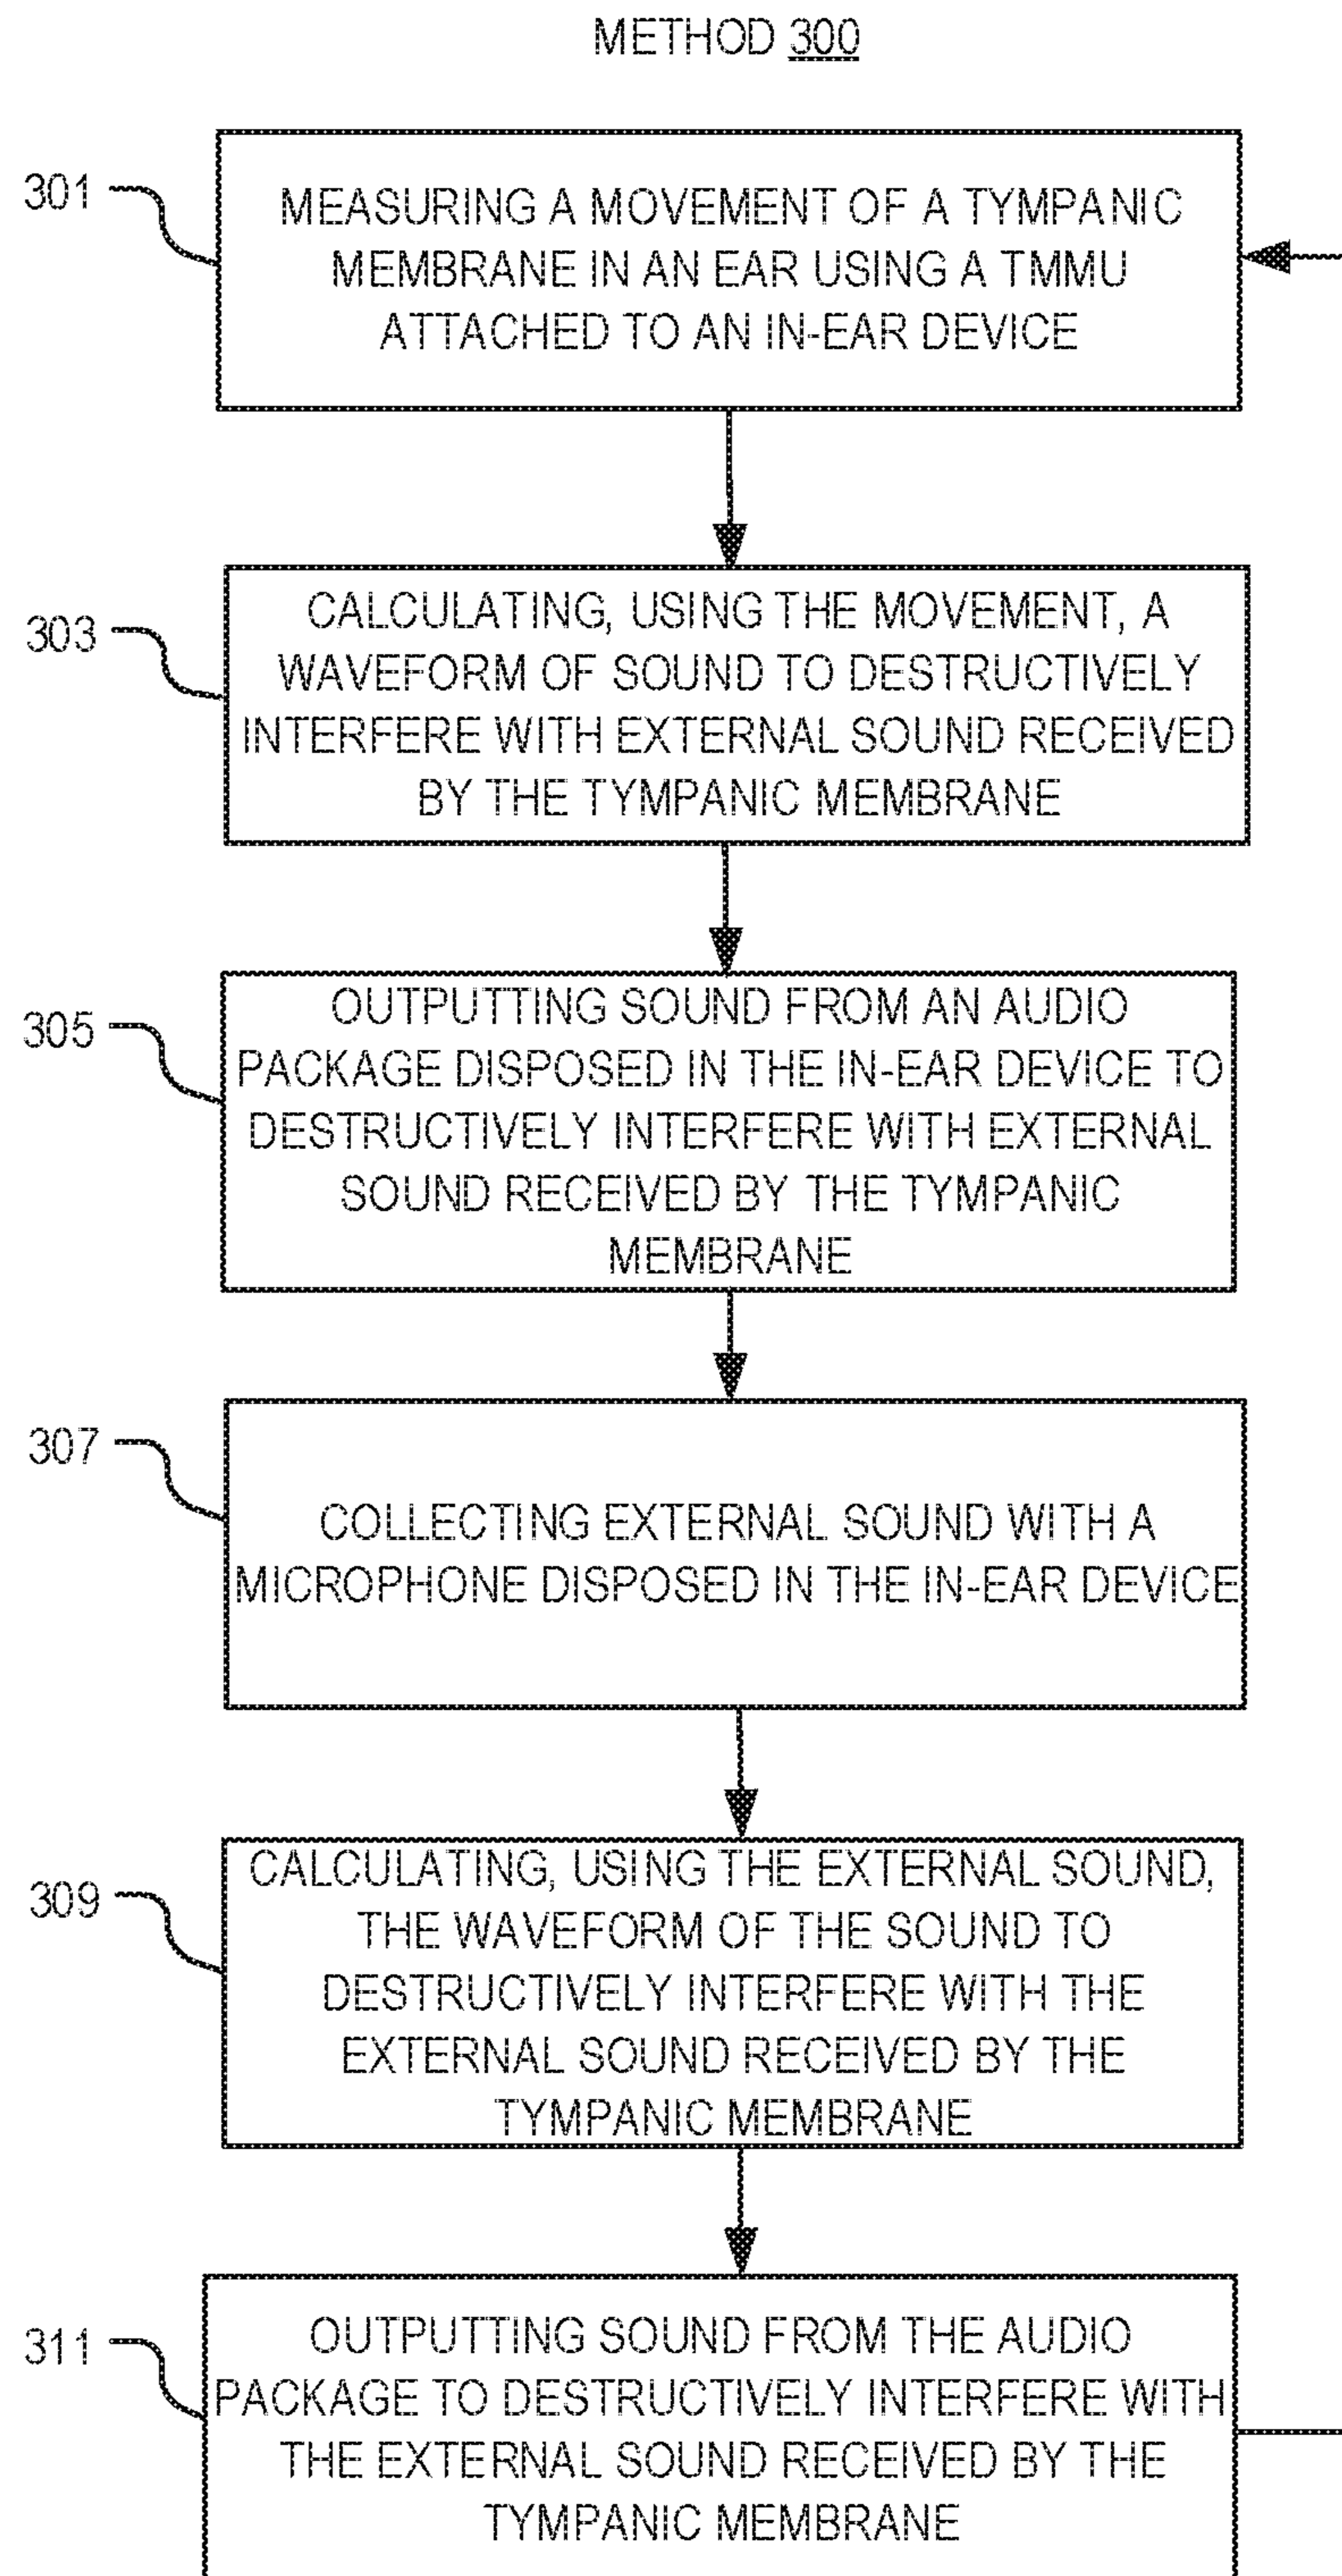 METHOD 300
301
MEASURING A MOVEMENT OF A TYMPANIC
MEMBRANE IN AN EAR USING A TMMU
ATTACHED TO AN IN-EAR DEVICE
303
CALCULATING, USING THE MOVEMENT, A
WAVEFORM OF SOUND TO DESTRUCTIVELY
INTERFERE WITH EXTERNAL SOUND RECEIVED
BY THE TYMPANIC MEMBRANE
305
OUTPUTTING SOUND FROM AN AUDIO
PACKAGE DISPOSED IN THE IN-EAR DEVICE TO
DESTRUCTIVELY INTERFERE WITH EXTERNAL
SOUND RECEIVED BY THE TYMPANIC
MEMBRANE
307
COLLECTING EXTERNAL SOUND WITH A
MICROPHONE DISPOSED IN THE IN-EAR DEVICE
309
CALCULATING, USING THE EXTERNAL SOUND,
THE WAVEFORM OF THE SOUND TO
DESTRUCTIVELY INTERFERE WITH THE
EXTERNAL SOUND RECEIVED BY THE
TYMPANIC MEMBRANE
311
OUTPUTTING SOUND FROM THE AUDIO
PACKAGE TO DESTRUCTIVELY INTERFERE WITH
THE EXTERNAL SOUND RECEIVED BY THE
TYMPANIC MEMBRANE